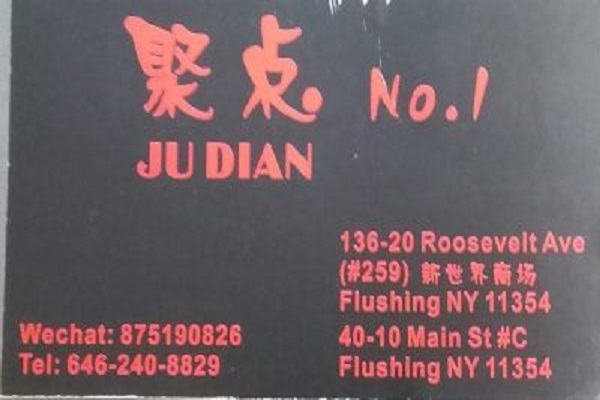 聚点 No.1
JU DIAN
136-20 Roosevelt Ave
(#259) 新世界商场
Flushing NY 11354
Wechat: 875190826
Tel: 646-240-8829
40-10 Main St #C
Flushing NY 11354